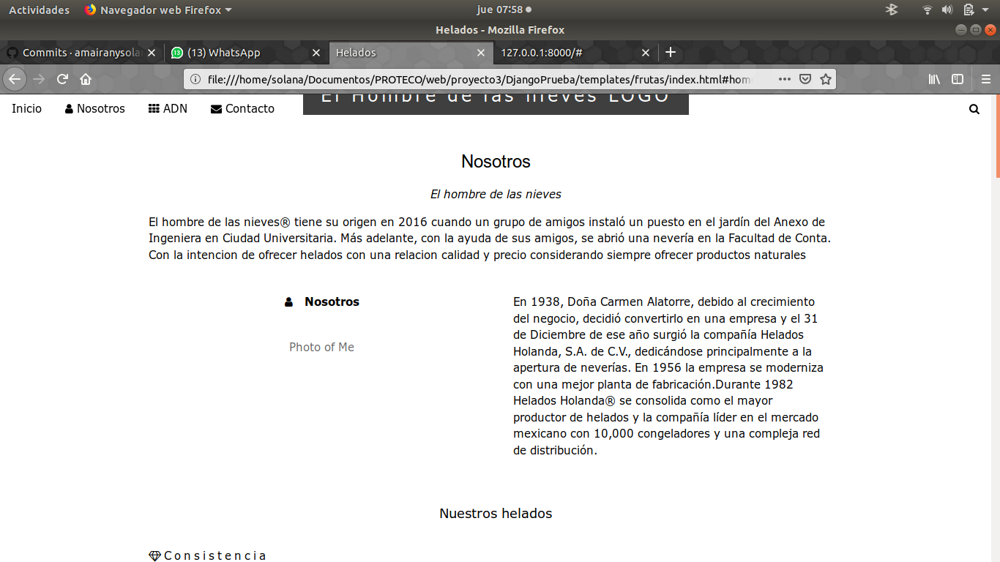 Actividades Navegador web Firefox jue 07:58
Helados - Mozilla Firefox
Commits · amairanysola (13) WhatsApp Helados 127.0.0.1:8000/#
file:///home/solana/Documentos/PROTECO/web/proyecto3/DjangoPrueba/templates/frutas/index.html#hom
El Hombre de las nieves LOGO
Inicio Nosotros ADN Contacto
Nosotros
El hombre de las nieves
El hombre de las nieves® tiene su origen en 2016 cuando un grupo de amigos instaló un puesto en el jardín del Anexo de
Ingeniera en Ciudad Universitaria. Más adelante, con la ayuda de sus amigos, se abrió una nevería en la Facultad de Conta.
Con la intencion de ofrecer helados con una relacion calidad y precio considerando siempre ofrecer productos naturales
Nosotros
Photo of Me
En 1938, Doña Carmen Alatorre, debido al crecimiento
del negocio, decidió convertirlo en una empresa y el 31
de Diciembre de ese año surgió la compañía Helados
Holanda, S.A. de C.V., dedicándose principalmente a la
apertura de neverías. En 1956 la empresa se moderniza
con una mejor planta de fabricación.Durante 1982
Helados Holanda® se consolida como el mayor
productor de helados y la compañía líder en el mercado
mexicano con 10,000 congeladores y una compleja red
de distribución.
Nuestros helados
Consistencia